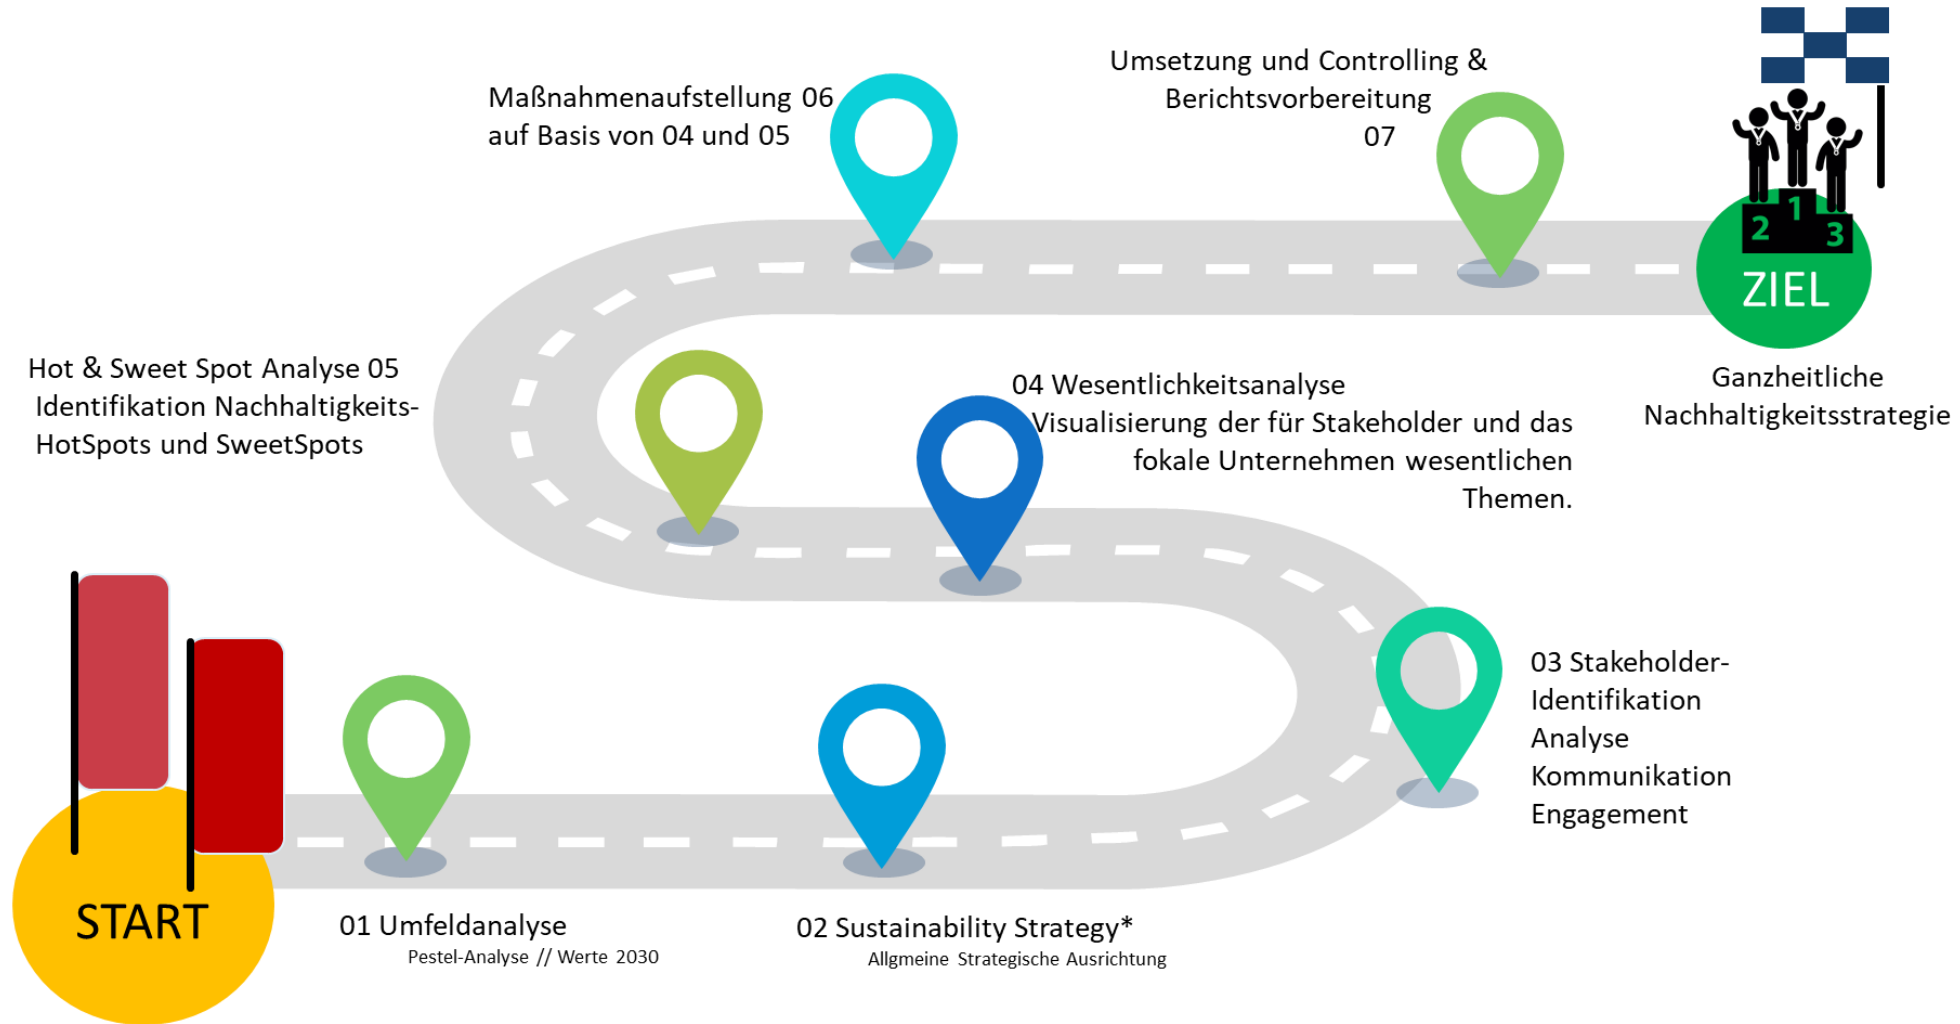 Umsetzung und Controlling &
Berichtsvorbereitung
07
Maßnahmenaufstellung 06
auf Basis von 04 und 05
2
1
3
ZIEL
Ganzheitliche
Nachhaltigkeitsstrategie
Hot & Sweet Spot Analyse 05
Identifikation Nachhaltigkeits-
HotSpots und SweetSpots
04 Wesentlichkeitsanalyse
Visualisierung der für Stakeholder und das
fokale Unternehmen wesentlichen
Themen.
03 Stakeholder-
Identifikation
Analyse
Kommunikation
Engagement
START
01 Umfeldanalyse
Pestel-Analyse // Werte 2030
02 Sustainability Strategy*
Allgmeine Strategische Ausrichtung